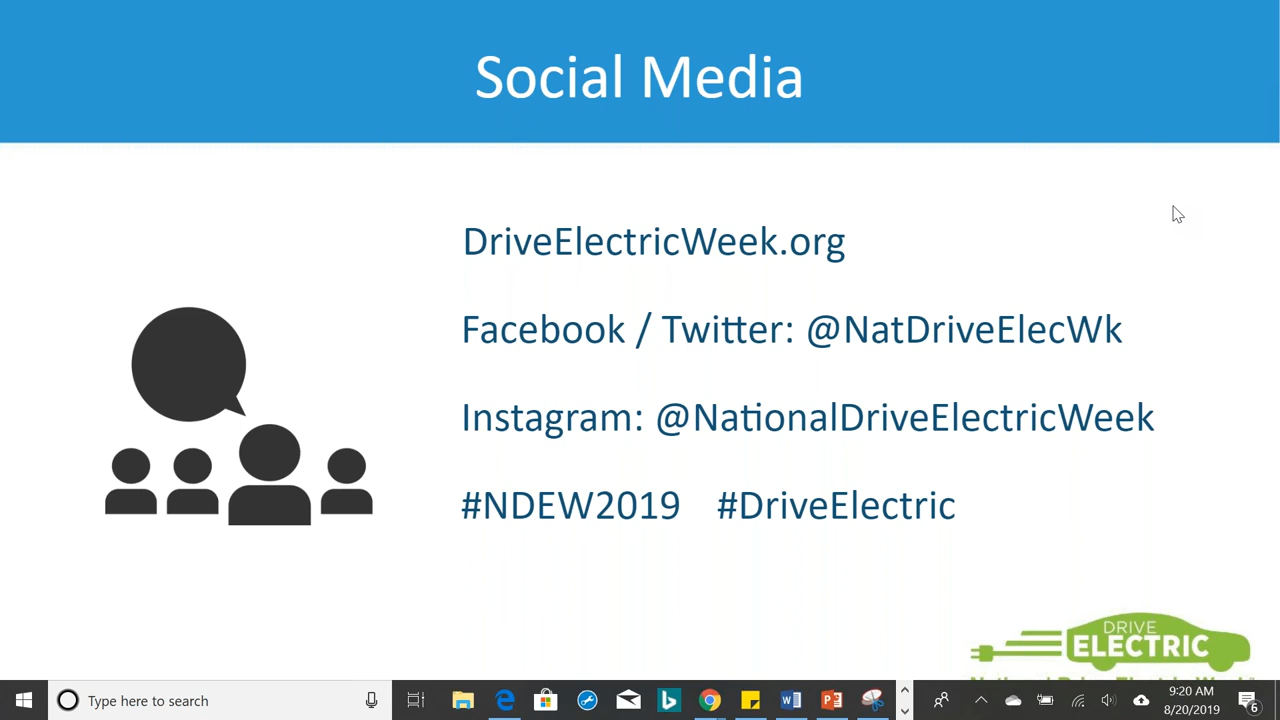 Social Media
DriveElectricWeek.org
Facebook / Twitter: @NatDriveElecWk
Instagram: @NationalDriveElectricWeek
#NDEW2019 #DriveElectric
DRIVE
ELECTRIC
Type here to search
9:20 AM
8/20/2019
6